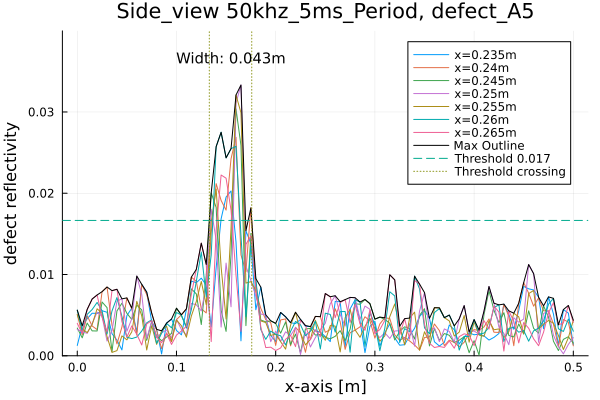 Side_view 50khz_5ms_Period, defect_A5
Width: 0.043m
x=0.235m
x=0.24m
x=0.245m
x=0.25m
x=0.255m
x=0.26m
x=0.265m
Max Outline
Threshold 0.017
Threshold crossing
defect reflectivity
0.03
0.02
0.01
0.00
0.0 0.1 0.2 0.3 0.4 0.5
x-axis [m]